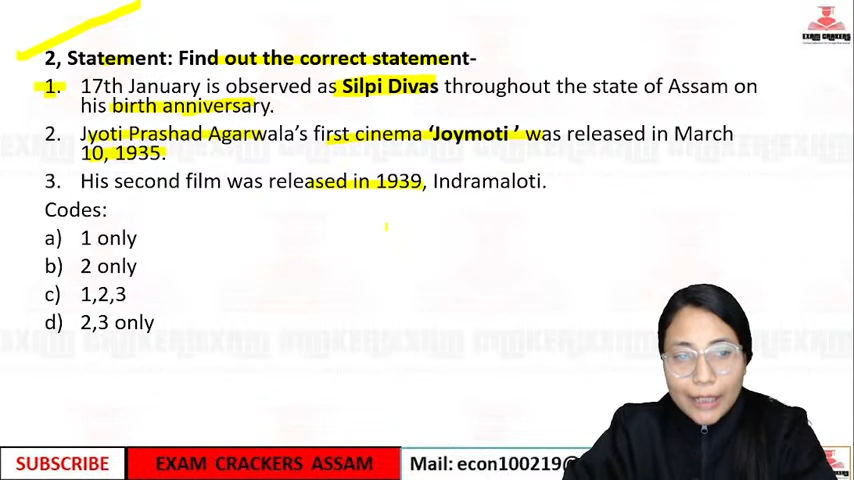 EXAM CRAKERS
2, Statement: Find out the correct statement-
1. 17th January is observed as Silpi Divas throughout the state of Assam on
his birth anniversary.
2. Jyoti Prashad Agarwala's first cinema 'Joymoti ' was released in March
10, 1935.
3. His second film was released in 1939, Indramaloti.
Codes:
a) 1 only
b) 2 only
c) 1,2,3
d) 2,3 only
SUBSCRIBE EXAM CRACKERS ASSAM Mail: econ100219@